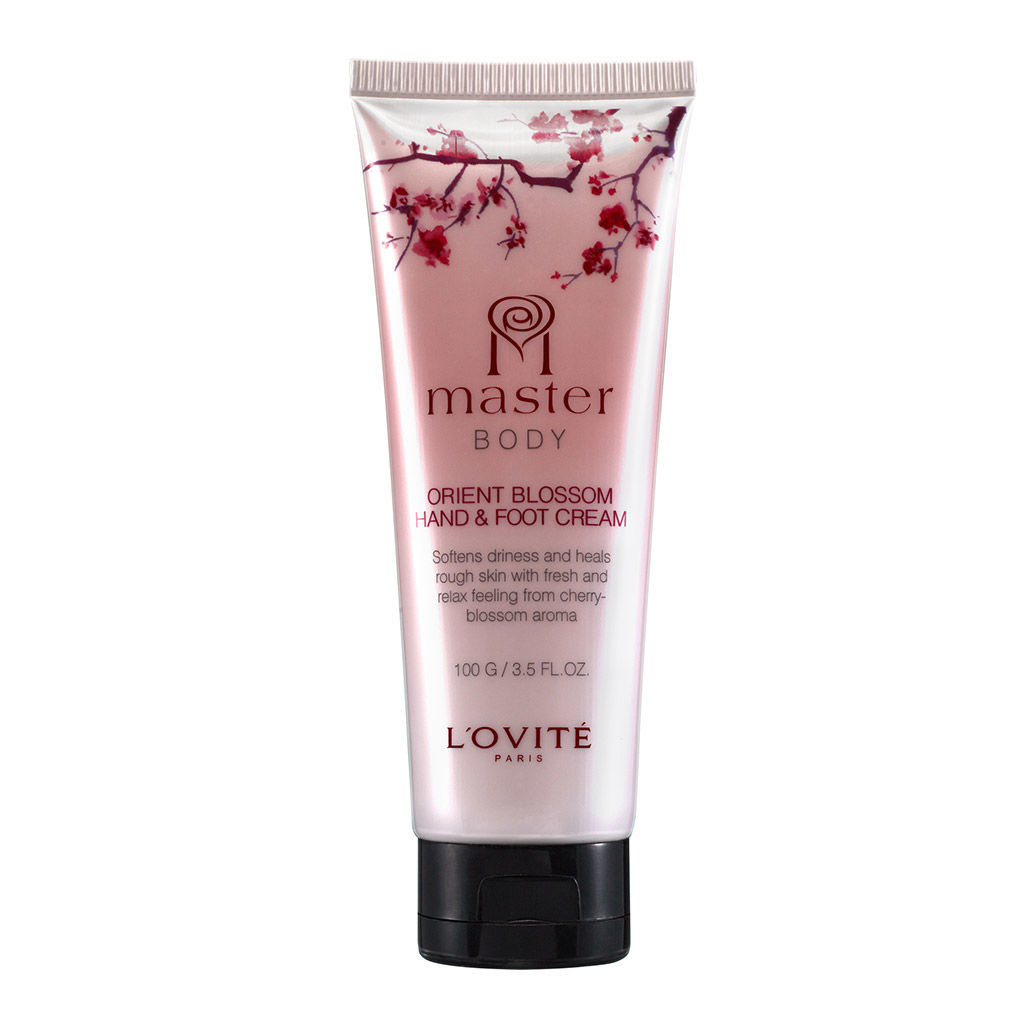 master
BODY
ORIENT BLOSSOM
HAND & FOOT CREAM
Softens driness and heals
rough skin with fresh and
relax feeling from cherry-
blossom aroma
100 G / 3.5 FL.OZ.
L'OVITÉ
PARIS